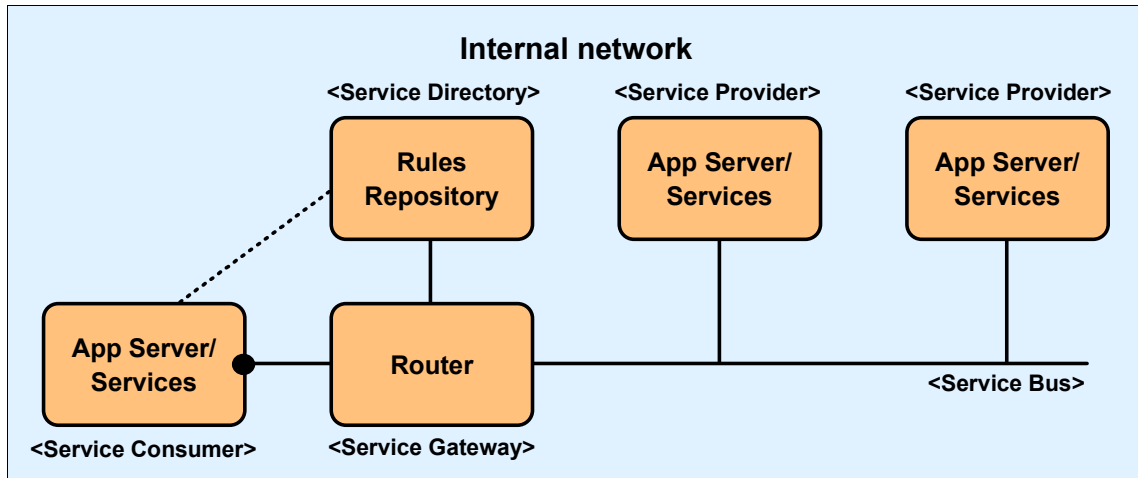 Internal network
<Service Directory>
<Service Provider>
<Service Provider>
Rules
Repository
App Server/
Services
App Server/
Services
App Server/
Services
Router
<Service Bus>
<Service Consumer>
<Service Gateway>